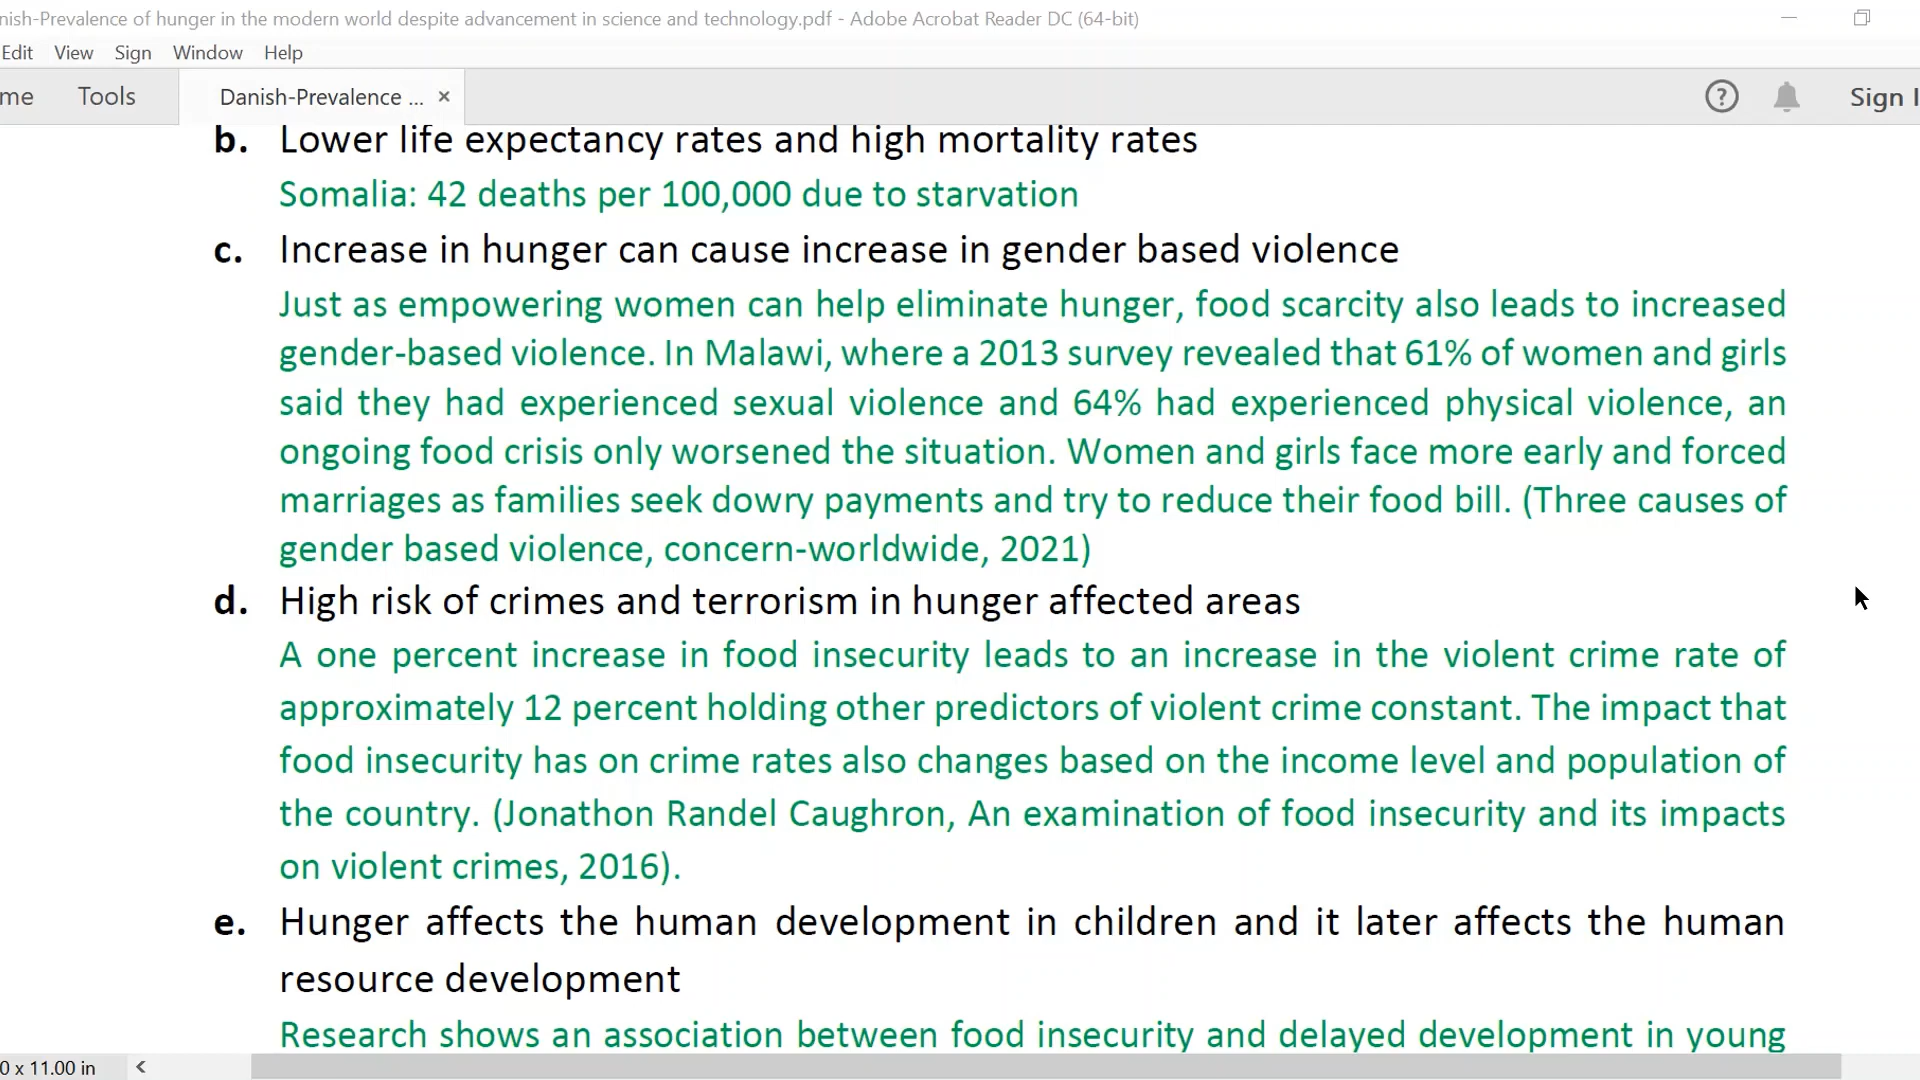 nish-Prevalence of hunger in the modern world despite advancement in science and technology.pdf - Adobe Acrobat Reader DC (64-bit)
Edit View Sign Window Help
me Tools Danish-Prevalence ... × ? Sign I
b. Lower life expectancy rates and high mortality rates
Somalia: 42 deaths per 100,000 due to starvation
c. Increase in hunger can cause increase in gender based violence
Just as empowering women can help eliminate hunger, food scarcity also leads to increased
gender-based violence. In Malawi, where a 2013 survey revealed that 61% of women and girls
said they had experienced sexual violence and 64% had experienced physical violence, an
ongoing food crisis only worsened the situation. Women and girls face more early and forced
marriages as families seek dowry payments and try to reduce their food bill. (Three causes of
gender based violence, concern-worldwide, 2021)
d. High risk of crimes and terrorism in hunger affected areas
A one percent increase in food insecurity leads to an increase in the violent crime rate of
approximately 12 percent holding other predictors of violent crime constant. The impact that
food insecurity has on crime rates also changes based on the income level and population of
the country. (Jonathon Randel Caughron, An examination of food insecurity and its impacts
on violent crimes, 2016).
e. Hunger affects the human development in children and it later affects the human
resource development
Research shows an association between food insecurity and delayed development in young
0 x 11.00 in <